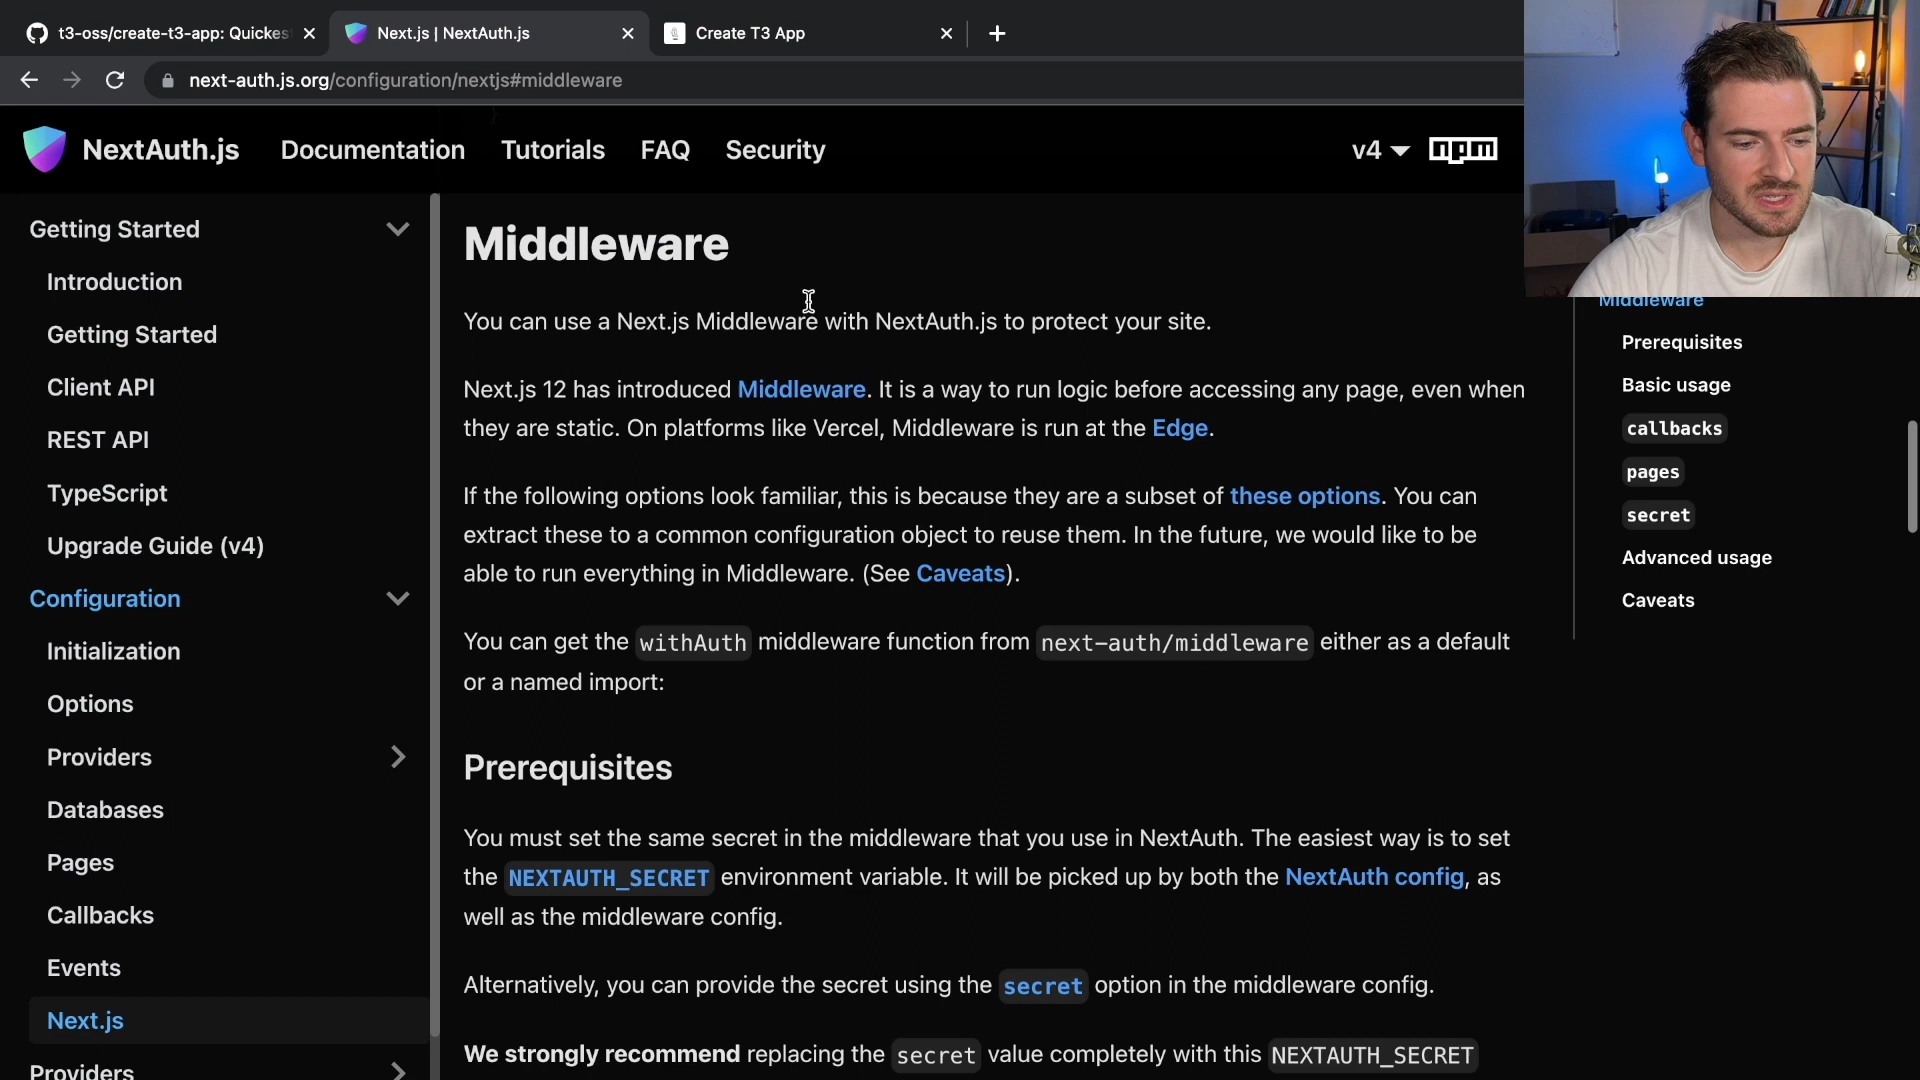 t3-oss/create-t3-app: Quickes
Next.js | NextAuth.js
Create T3 App
next-auth.js.org/configuration/nextjs#middleware
NextAuth.js
Documentation
Tutorials
FAQ
Security
v4
npm
Getting Started
Introduction
Getting Started
Client API
REST API
TypeScript
Upgrade Guide (v4)
Configuration
Initialization
Options
Providers
Databases
Pages
Callbacks
Events
Next.js
Providers
Middleware
You can use a Next.js Middleware with NextAuth.js to protect your site.
Next.js 12 has introduced Middleware. It is a way to run logic before accessing any page, even when
they are static. On platforms like Vercel, Middleware is run at the Edge.
If the following options look familiar, this is because they are a subset of these options. You can
extract these to a common configuration object to reuse them. In the future, we would like to be
able to run everything in Middleware. (See Caveats).
You can get the withAuth middleware function from next-auth/middleware either as a default
or a named import:
Prerequisites
You must set the same secret in the middleware that you use in NextAuth. The easiest way is to set
the NEXTAUTH_SECRET environment variable. It will be picked up by both the NextAuth config, as
well as the middleware config.
Alternatively, you can provide the secret using the secret option in the middleware config.
We strongly recommend replacing the secret value completely with this NEXTAUTH_SECRET
Middleware
Prerequisites
Basic usage
callbacks
pages
secret
Advanced usage
Caveats